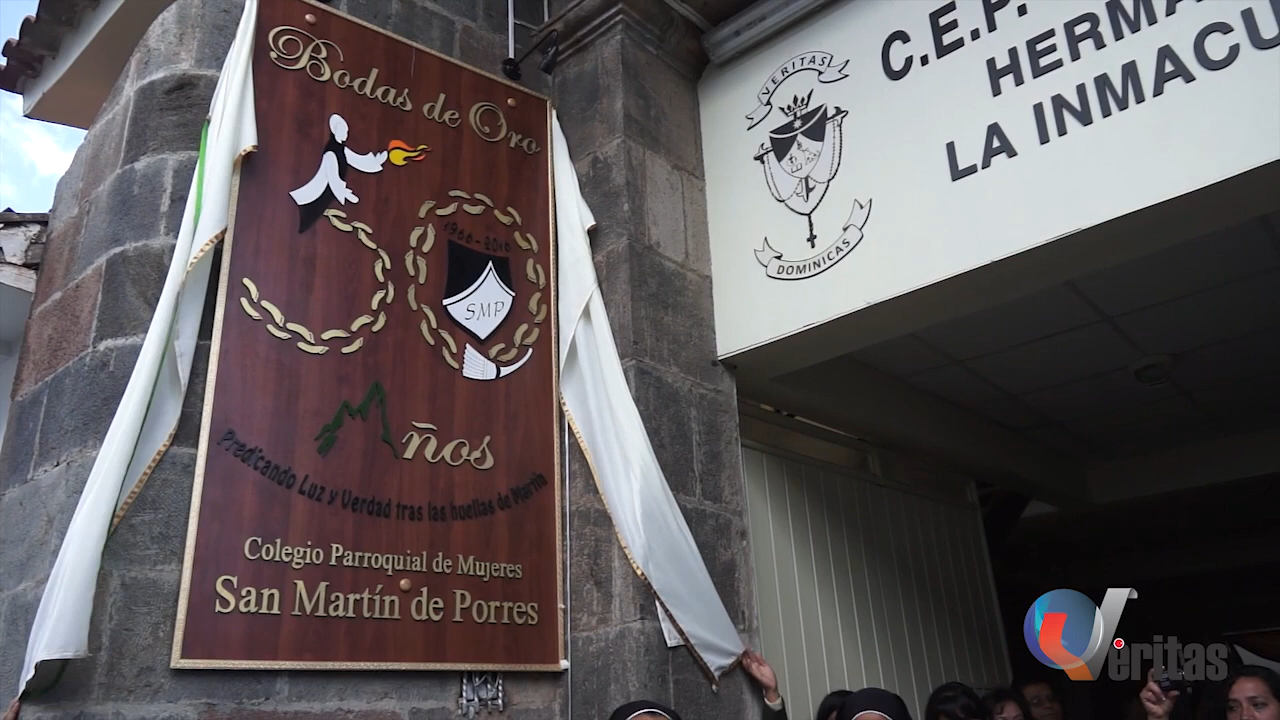 Bodas de Oro
1966-2016
SMP
Años
Predicando Luz y Verdad tras las huellas de Martín
Colegio Parroquial de Mujeres
San Martín de Porres
VERITAS
DOMINICAS
C.E.P.
HERMA
LA INMACU
Véritas